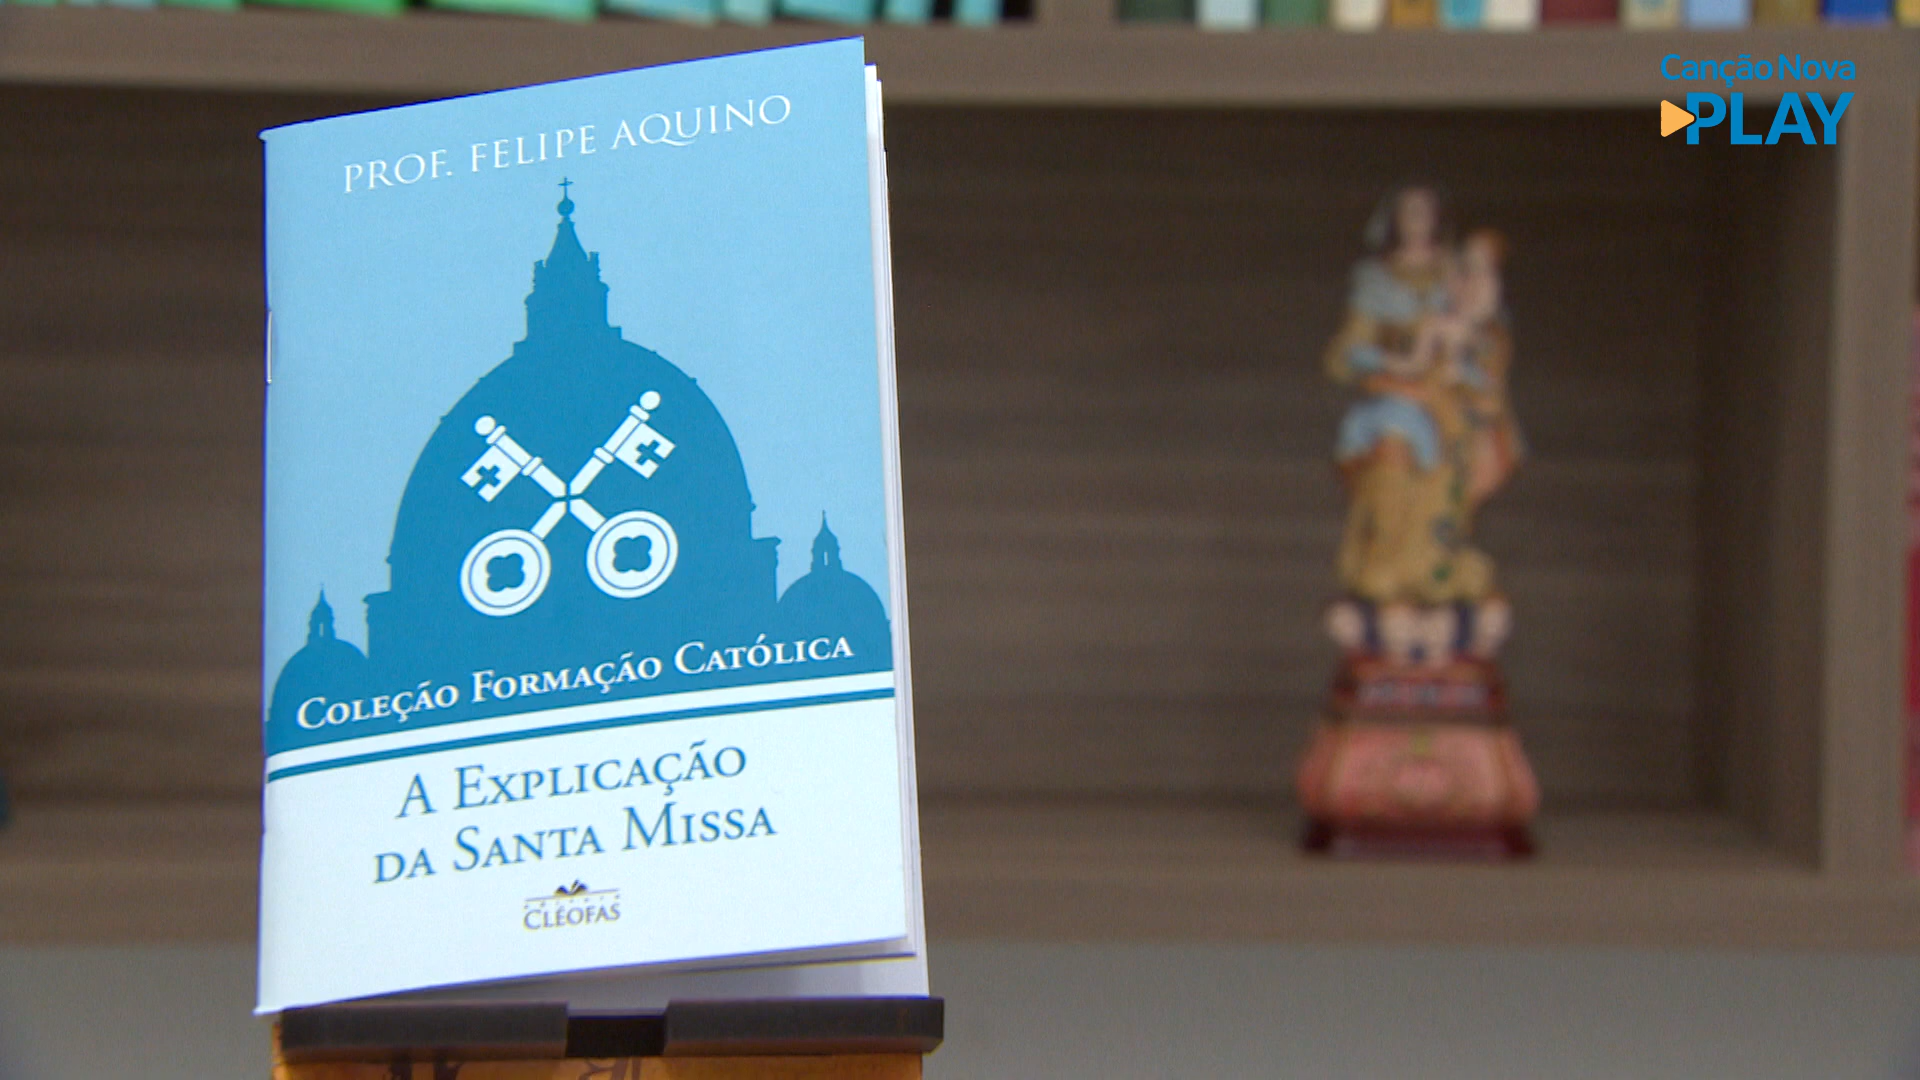 PROF. FELIPE AQUINO
COLEÇÃO FORMAÇÃO CATÓLICA
A EXPLICAÇÃO
DA SANTA MISSA
CLÉOFAS
Canção Nova
PLAY